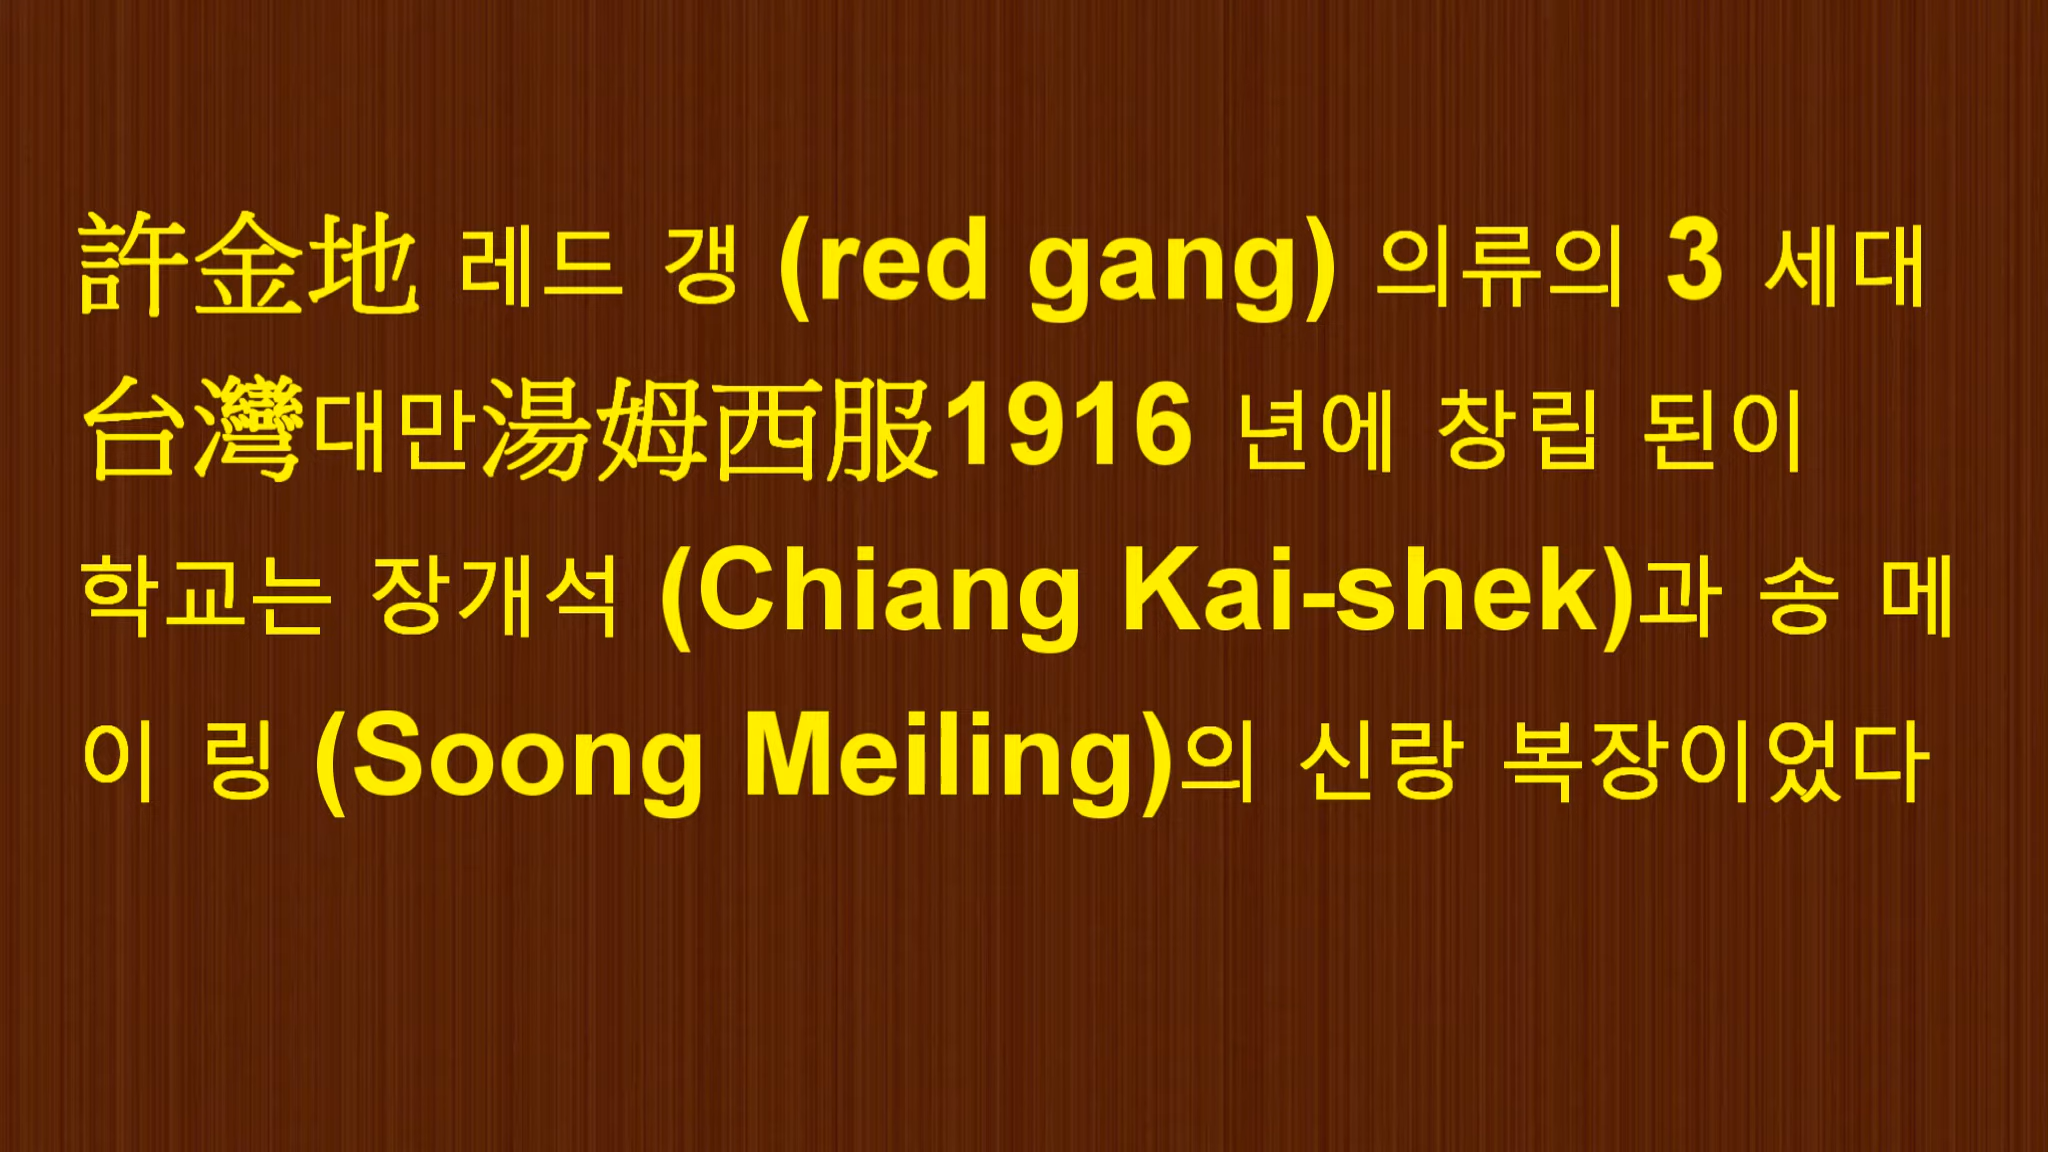 許金地 레드 갱 (red gang) 의류의 3 세대
台灣대만湯姆西服1916 년에 창립 된이
학교는 장개석 (Chiang Kai-shek)과 송 메
이 링 (Soong Meiling)의 신랑 복장이었다